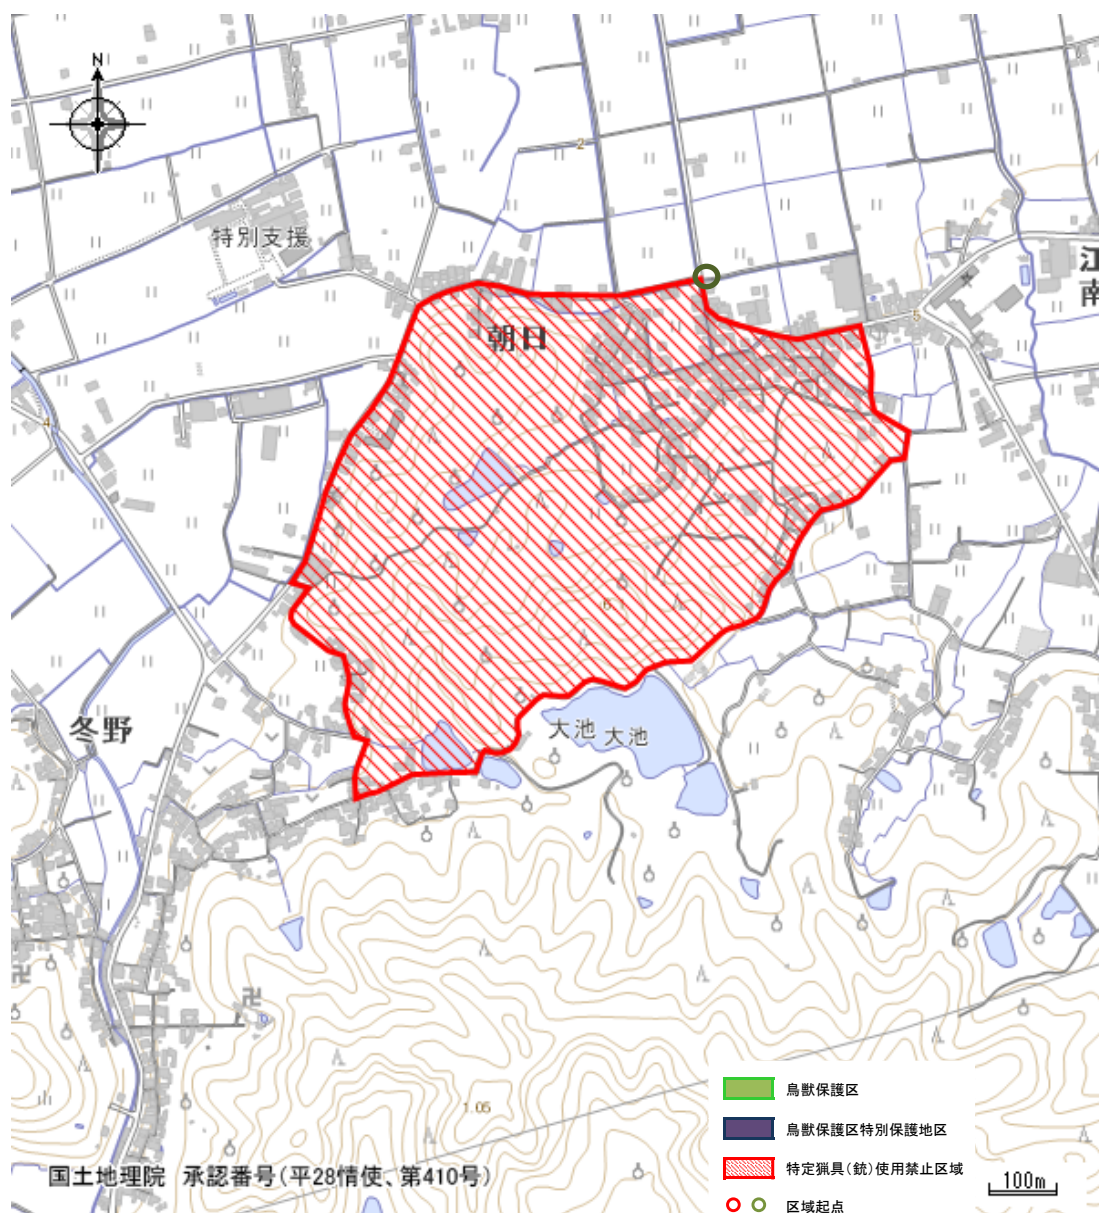 N
2
特別支援
江南
朝日
5
4
6.1
大池
大池
冬野
1.05
鳥獣保護区
鳥獣保護区特別保護地区
特定猟具(銃)使用禁止区域
区域起点
国土地理院 承認番号(平28情使、第410号)
100m